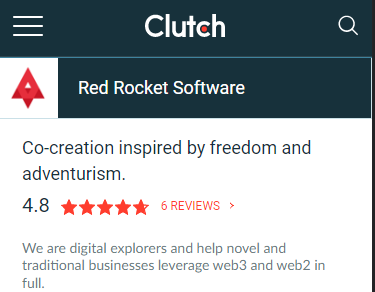 Clutch
Red Rocket Software
Co-creation inspired by freedom and
adventurism.
4.8 6 REVIEWS >
We are digital explorers and help novel and
traditional businesses leverage web3 and web2 in
full.